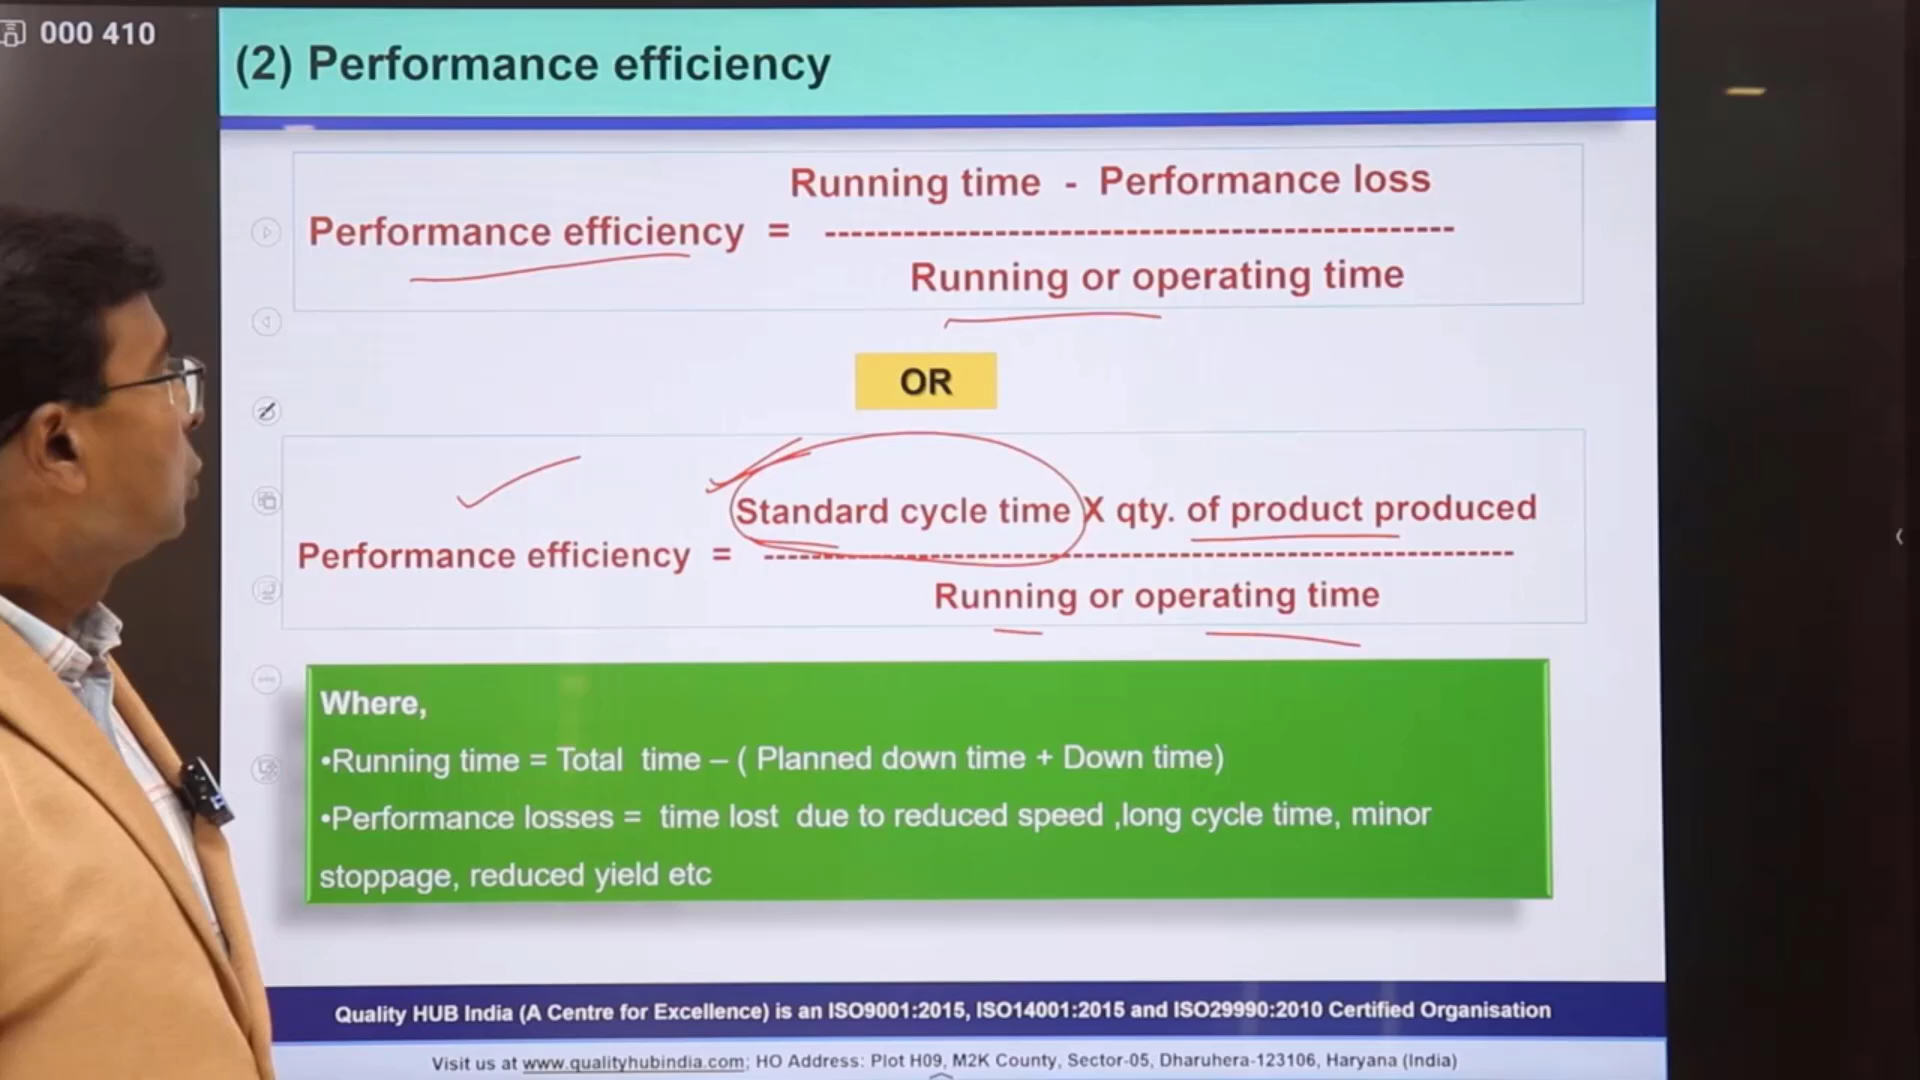 000 410
(2) Performance efficiency
Running time - Performance loss
Performance efficiency =
Running or operating time
OR
Standard cycle time X qty. of product produced
Performance efficiency =
Running or operating time
Where,
•Running time = Total time – ( Planned down time + Down time)
•Performance losses = time lost due to reduced speed ,long cycle time, minor
stoppage, reduced yield etc
Quality HUB India (A Centre for Excellence) is an ISO9001:2015, ISO14001:2015 and ISO29990:2010 Certified Organisation
Visit us at www.qualityhubindia.com; HO Address: Plot H09, M2K County, Sector-05, Dharuhera-123106, Haryana (India)